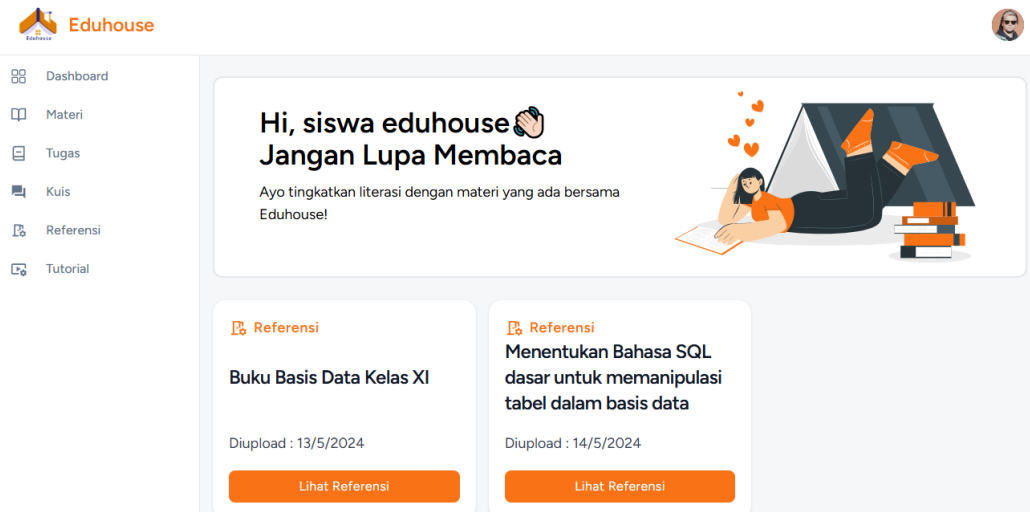 Eduhouse
Eduhouse
Dashboard
Materi
Tugas
Kuis
Referensi
Tutorial
Hi, siswa eduhouse
Jangan Lupa Membaca
Ayo tingkatkan literasi dengan materi yang ada bersama
Eduhouse!
Referensi
Buku Basis Data Kelas XI
Diupload : 13/5/2024
Lihat Referensi
Referensi
Menentukan Bahasa SQL
dasar untuk memanipulasi
tabel dalam basis data
Diupload : 14/5/2024
Lihat Referensi